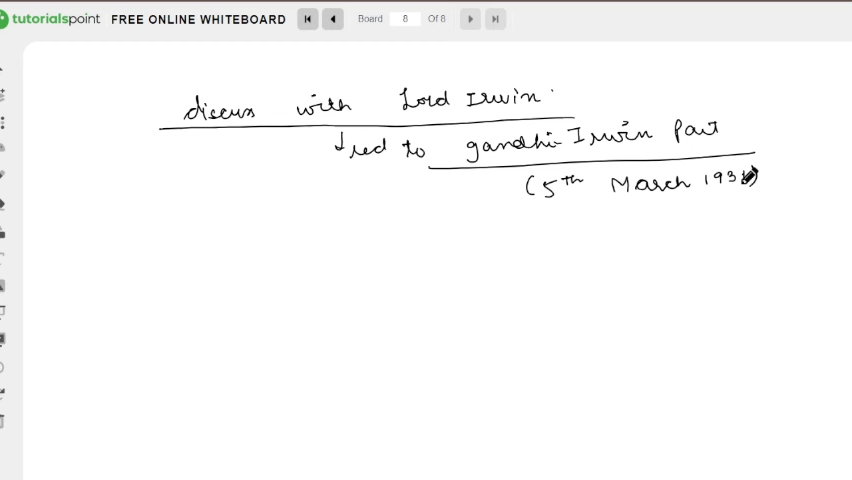 tutorialspoint FREE ONLINE WHITEBOARD Board 8 Of 8
discuss with Lord Irwin.
led to gandhi Irwin Pact
(5th March 193